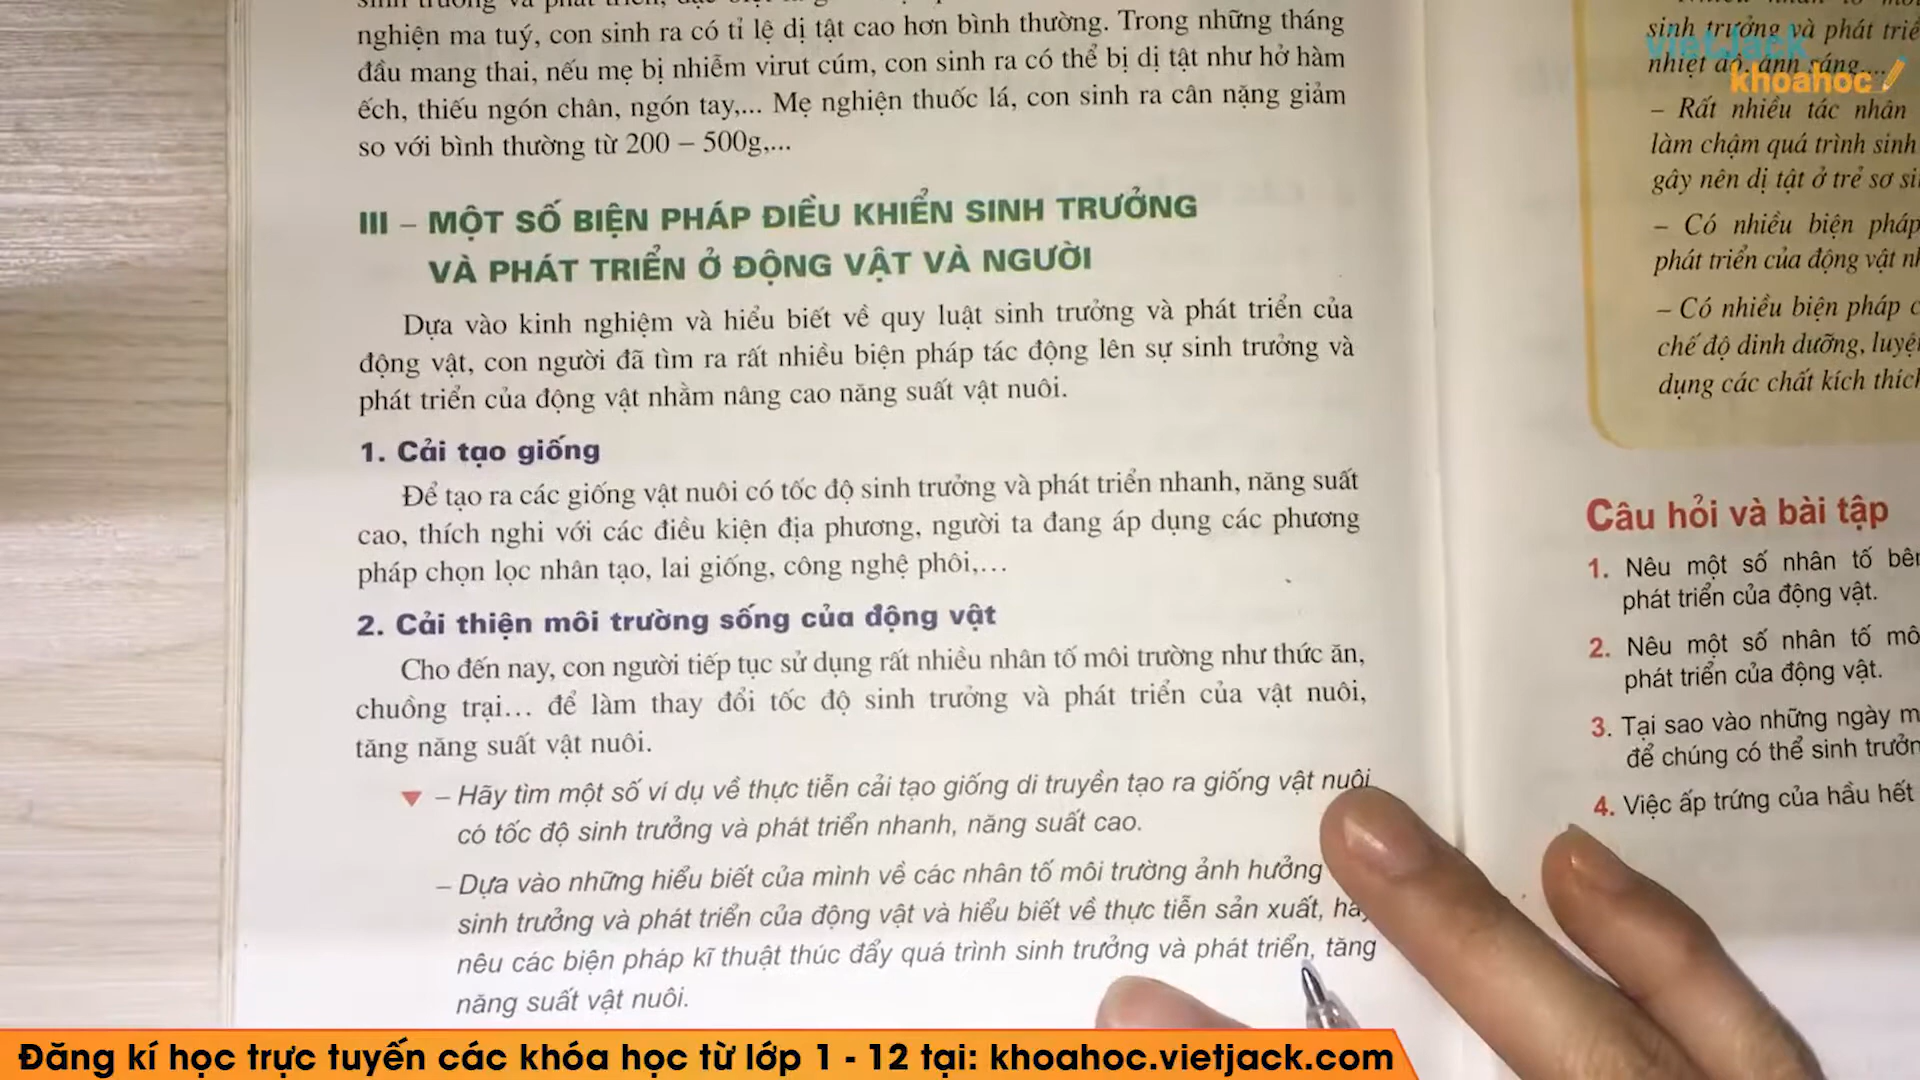 nghiện ma tuý, con sinh ra có tỉ lệ dị tật cao hơn bình thường. Trong những tháng
đầu mang thai, nếu mẹ bị nhiễm virut cúm, con sinh ra có thể bị dị tật như hở hàm
ếch, thiếu ngón chân, ngón tay,... Mẹ nghiện thuốc lá, con sinh ra cân nặng giảm
so với bình thường từ 200 – 500g,...
III – MỘT SỐ BIỆN PHÁP ĐIỀU KHIỂN SINH TRƯỞNG
VÀ PHÁT TRIỂN Ở ĐỘNG VẬT VÀ NGƯỜI
Dựa vào kinh nghiệm và hiểu biết về quy luật sinh trưởng và phát triển của
động vật, con người đã tìm ra rất nhiều biện pháp tác động lên sự sinh trưởng và
phát triển của động vật nhằm nâng cao năng suất vật nuôi.
1. Cải tạo giống
Để tạo ra các giống vật nuôi có tốc độ sinh trưởng và phát triển nhanh, năng suất
cao, thích nghi với các điều kiện địa phương, người ta đang áp dụng các phương
pháp chọn lọc nhân tạo, lai giống, công nghệ phôi,...
2. Cải thiện môi trường sống của động vật
Cho đến nay, con người tiếp tục sử dụng rất nhiều nhân tố môi trường như thức ăn,
chuồng trại... để làm thay đổi tốc độ sinh trưởng và phát triển của vật nuôi,
tăng năng suất vật nuôi.
– Hãy tìm một số ví dụ về thực tiễn cải tạo giống di truyền tạo ra giống vật nuôi
có tốc độ sinh trưởng và phát triển nhanh, năng suất cao.
– Dựa vào những hiểu biết của mình về các nhân tố môi trường ảnh hưởng
sinh trưởng và phát triển của động vật và hiểu biết về thực tiễn sản xuất, hãy
nêu các biện pháp kĩ thuật thúc đẩy quá trình sinh trưởng và phát triển, tăng
năng suất vật nuôi.
sinh trưởng và phát
nhiệt độ, ánh sáng,...
– Rất nhiều tác nhân
làm chậm quá trình sinh
gây nên dị tật ở trẻ sơ
– Có nhiều biện pháp
phát triển của động vật
– Có nhiều biện pháp
chế độ dinh dưỡng,
dụng các chất kích
vietJack
khoahoc
Câu hỏi và bài tập
1. Nêu một số nhân tố
phát triển của động vật.
2. Nêu một số nhân tố
phát triển của động vật.
3. Tại sao vào những ngày
để chúng có thể sinh
4. Việc ấp trứng của hầu hết
Đăng kí học trực tuyến các khóa học từ lớp 1 - 12 tại: khoahoc.vietjack.com